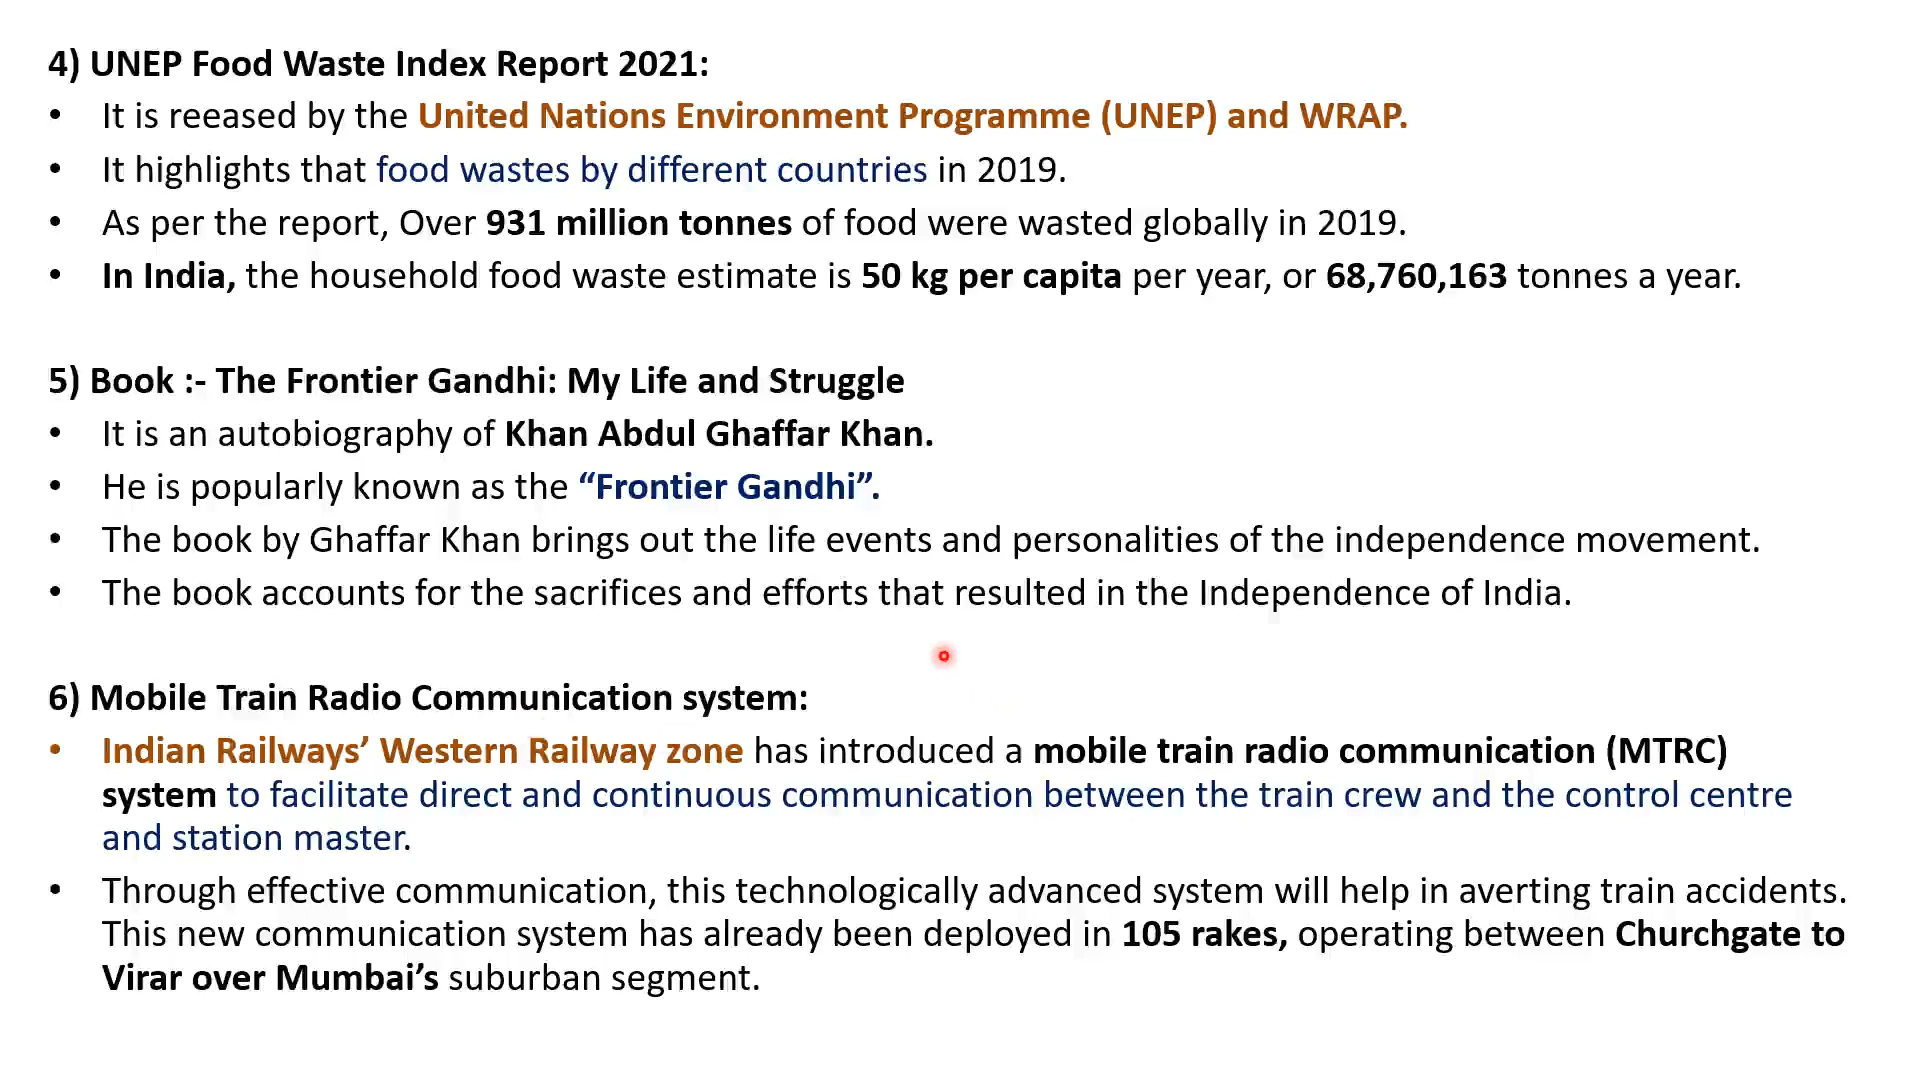 4) UNEP Food Waste Index Report 2021:
• It is reeased by the United Nations Environment Programme (UNEP) and WRAP.
• It highlights that food wastes by different countries in 2019.
• As per the report, Over 931 million tonnes of food were wasted globally in 2019.
• In India, the household food waste estimate is 50 kg per capita per year, or 68,760,163 tonnes a year.
5) Book :- The Frontier Gandhi: My Life and Struggle
• It is an autobiography of Khan Abdul Ghaffar Khan.
• He is popularly known as the “Frontier Gandhi”.
• The book by Ghaffar Khan brings out the life events and personalities of the independence movement.
• The book accounts for the sacrifices and efforts that resulted in the Independence of India.
6) Mobile Train Radio Communication system:
• Indian Railways’ Western Railway zone has introduced a mobile train radio communication (MTRC)
system to facilitate direct and continuous communication between the train crew and the control centre
and station master.
• Through effective communication, this technologically advanced system will help in averting train accidents.
This new communication system has already been deployed in 105 rakes, operating between Churchgate to
Virar over Mumbai’s suburban segment.